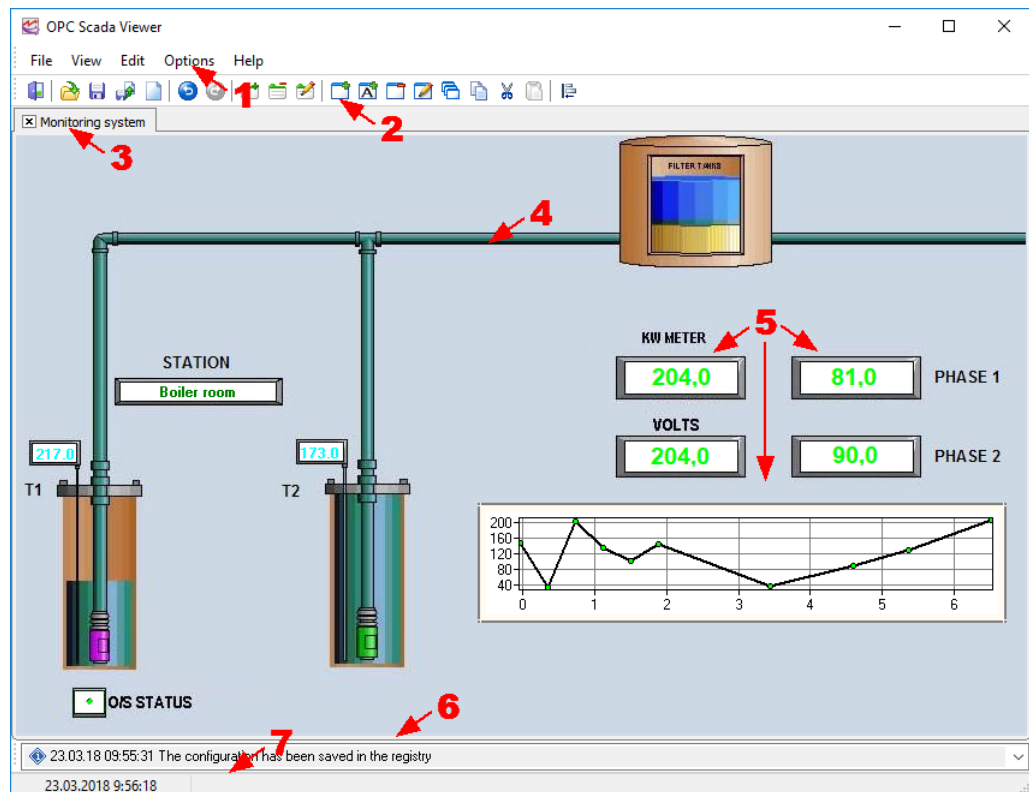 OPC Scada Viewer
File View Edit Options Help
1
2
Monitoring system
3
FILTER TANKS
4
5
KW METER
204,0 81,0 PHASE 1
STATION
Boiler room
VOLTS
204,0 90,0 PHASE 2
217.0 173.0
T1 T2
200
160
120
80
40
0 1 2 3 4 5 6
O/S STATUS
6
23.03.18 09:55:31 The configuration has been saved in the registry
7
23.03.2018 9:56:18